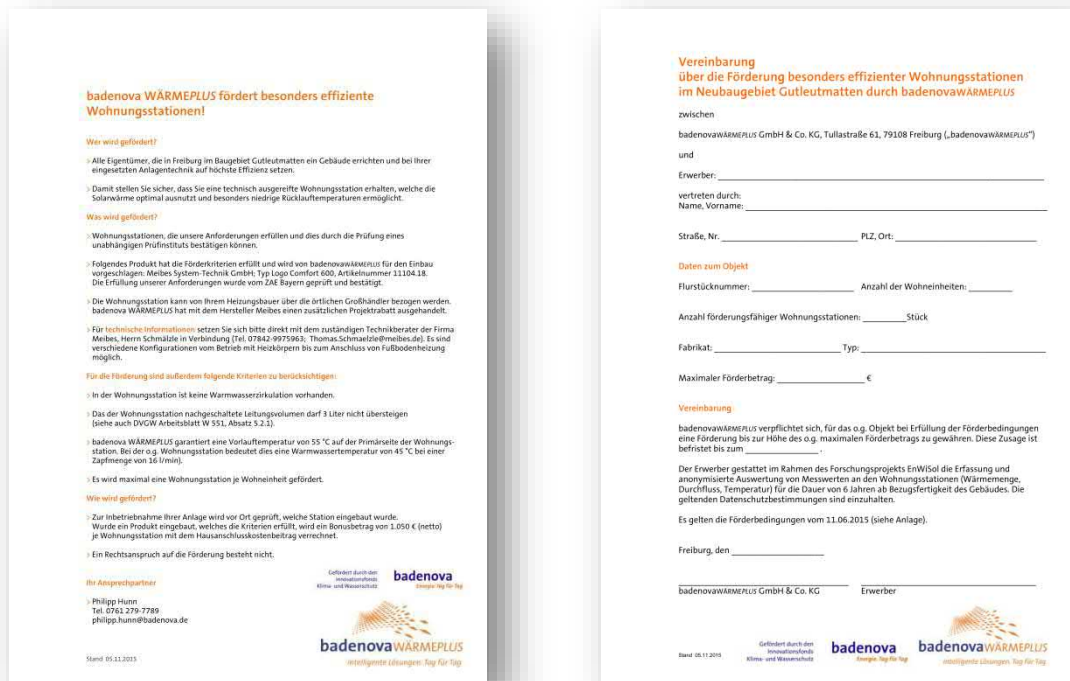 badenova WÄRMEPLUS fördert besonders effiziente
Wohnungsstationen!
Wer wird gefördert?
> Alle Eigentümer, die in Freiburg im Baugebiet Gutleutmatten ein Gebäude errichten und bei Ihrer
eingesetzten Anlagentechnik auf höchste Effizienz setzen.
> Damit stellen Sie sicher, dass Sie eine technisch ausgereifte Wohnungsstation erhalten, welche die
Solarwärme optimal ausnutzt und besonders niedrige Rücklauftemperaturen ermöglicht.
Was wird gefördert?
> Wohnungsstationen, die unsere Anforderungen erfüllen und dies durch die Prüfung eines
unabhängigen Prüfinstituts bestätigen können.
> Folgendes Produkt hat die Förderkriterien erfüllt und wird von badenovaWÄRMEPLUS für den Einbau
vorgeschlagen: Meibes System-Technik GmbH; Typ Logo Comfort 600, Artikelnummer 11104.18.
Die Erfüllung unserer Anforderungen wurde vom ZAE Bayern geprüft und bestätigt.
> Die Wohnungsstation kann von Ihrem Heizungsbauer über die örtlichen Großhändler bezogen werden.
badenova WÄRMEPLUS hat mit dem Hersteller Meibes einen zusätzlichen Projektrabatt ausgehandelt.
> Für technische Informationen setzen Sie sich bitte direkt mit dem zuständigen Technikberater der Firma
Meibes, Herrn Schmälzle in Verbindung (Tel. 07842-9975963; Thomas.Schmaelzle@meibes.de). Es sind
verschiedene Konfigurationen vom Betrieb mit Heizkörpern bis zum Anschluss von Fußbodenheizung
möglich.
Für die Förderung sind außerdem folgende Kriterien zu berücksichtigen:
> In der Wohnungsstation ist keine Warmwasserzirkulation vorhanden.
> Das der Wohnungsstation nachgeschaltete Leitungsvolumen darf 3 Liter nicht übersteigen
(siehe auch DVGW Arbeitsblatt W 551, Absatz 5.2.1).
> badenova WÄRMEPLUS garantiert eine Vorlauftemperatur von 55 °C auf der Primärseite der Wohnungs-
station. Bei der o.g. Wohnungsstation bedeutet dies eine Warmwassertemperatur von 45 °C bei einer
Zapfmenge von 16 l/min).
> Es wird maximal eine Wohnungsstation je Wohneinheit gefördert.
Wie wird gefördert?
> Zur Inbetriebnahme Ihrer Anlage wird vor Ort geprüft, welche Station eingebaut wurde.
Wurde ein Produkt eingebaut, welches die Kriterien erfüllt, wird ein Bonusbetrag von 1.050 € (netto)
je Wohnungsstation mit dem Hausanschlusskostenbeitrag verrechnet.
> Ein Rechtsanspruch auf die Förderung besteht nicht.
Ihr Ansprechpartner
> Philipp Hunn
Tel. 0761 279-7789
philipp.hunn@badenova.de
Gefördert durch den
Innovationsfonds
Klima- und Wasserschutz
badenova
Energie. Tag für Tag
badenovaWÄRMEPLUS
Intelligente Lösungen. Tag für Tag
Stand 05.11.2015
Vereinbarung
über die Förderung besonders effizienter Wohnungsstationen
im Neubaugebiet Gutleutmatten durch badenovaWÄRMEPLUS
zwischen
badenovaWÄRMEPLUS GmbH & Co. KG, Tullastraße 61, 79108 Freiburg („badenovaWÄRMEPLUS“)
und
Erwerber:
vertreten durch:
Name, Vorname:
Straße, Nr. PLZ, Ort:
Daten zum Objekt
Flurstücknummer: Anzahl der Wohneinheiten:
Anzahl förderungsfähiger Wohnungsstationen: Stück
Fabrikat: Typ:
Maximaler Förderbetrag: €
Vereinbarung
badenovaWÄRMEPLUS verpflichtet sich, für das o.g. Objekt bei Erfüllung der Förderbedingungen
eine Förderung bis zur Höhe des o.g. maximalen Förderbetrags zu gewähren. Diese Zusage ist
befristet bis zum .
Der Erwerber gestattet im Rahmen des Forschungsprojekts EnWiSol die Erfassung und
anonymisierte Auswertung von Messwerten an den Wohnungsstationen (Wärmemenge,
Durchfluss, Temperatur) für die Dauer von 6 Jahren ab Bezugsfertigkeit des Gebäudes. Die
geltenden Datenschutzbestimmungen sind einzuhalten.
Es gelten die Förderbedingungen vom 11.06.2015 (siehe Anlage).
Freiburg, den
badenovaWÄRMEPLUS GmbH & Co. KG Erwerber
Stand 05.11.2015
Gefördert durch den
Innovationsfonds
Klima- und Wasserschutz
badenova
Energie. Tag für Tag
badenovaWÄRMEPLUS
Intelligente Lösungen. Tag für Tag